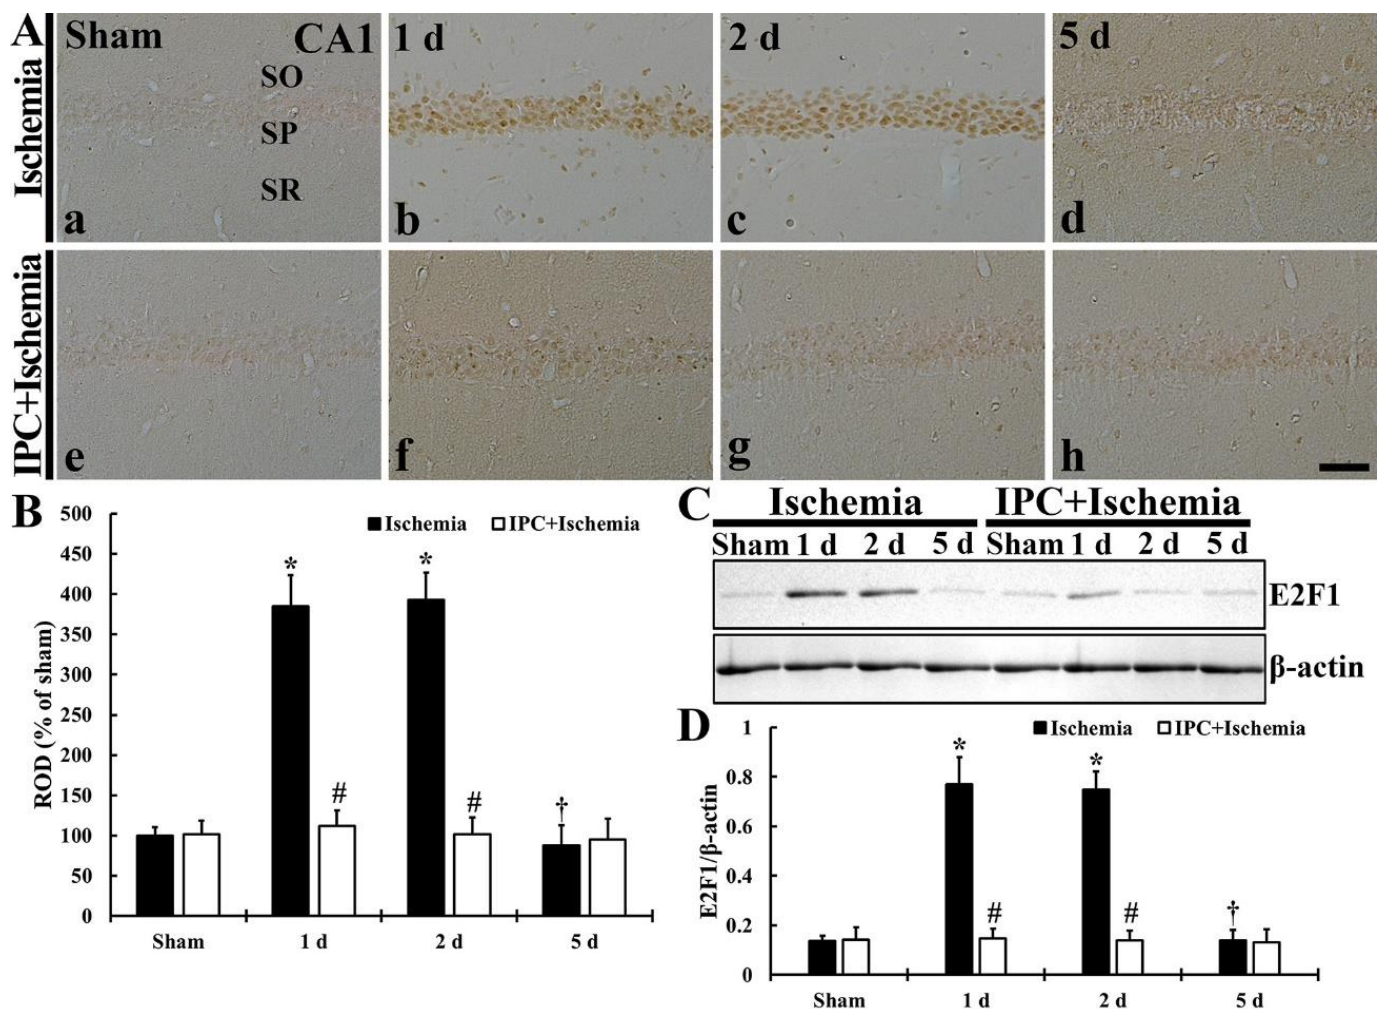 A
Ischemia
Sham CA1
SO
SP
SR
a
1 d
b
2 d
c
5 d
d
IPC+Ischemia
e
f
g
h
B
Ischemia IPC+Ischemia
ROD (% of sham)
500
450
400
350
300
250
200
150
100
50
0
* * # # †
Sham 1 d 2 d 5 d
C
Ischemia IPC+Ischemia
Sham 1 d 2 d 5 d Sham 1 d 2 d 5 d
E2F1
β-actin
D
Ischemia IPC+Ischemia
E2F1/β-actin
1
0.8
0.6
0.4
0.2
0
* * # # †
Sham 1 d 2 d 5 d